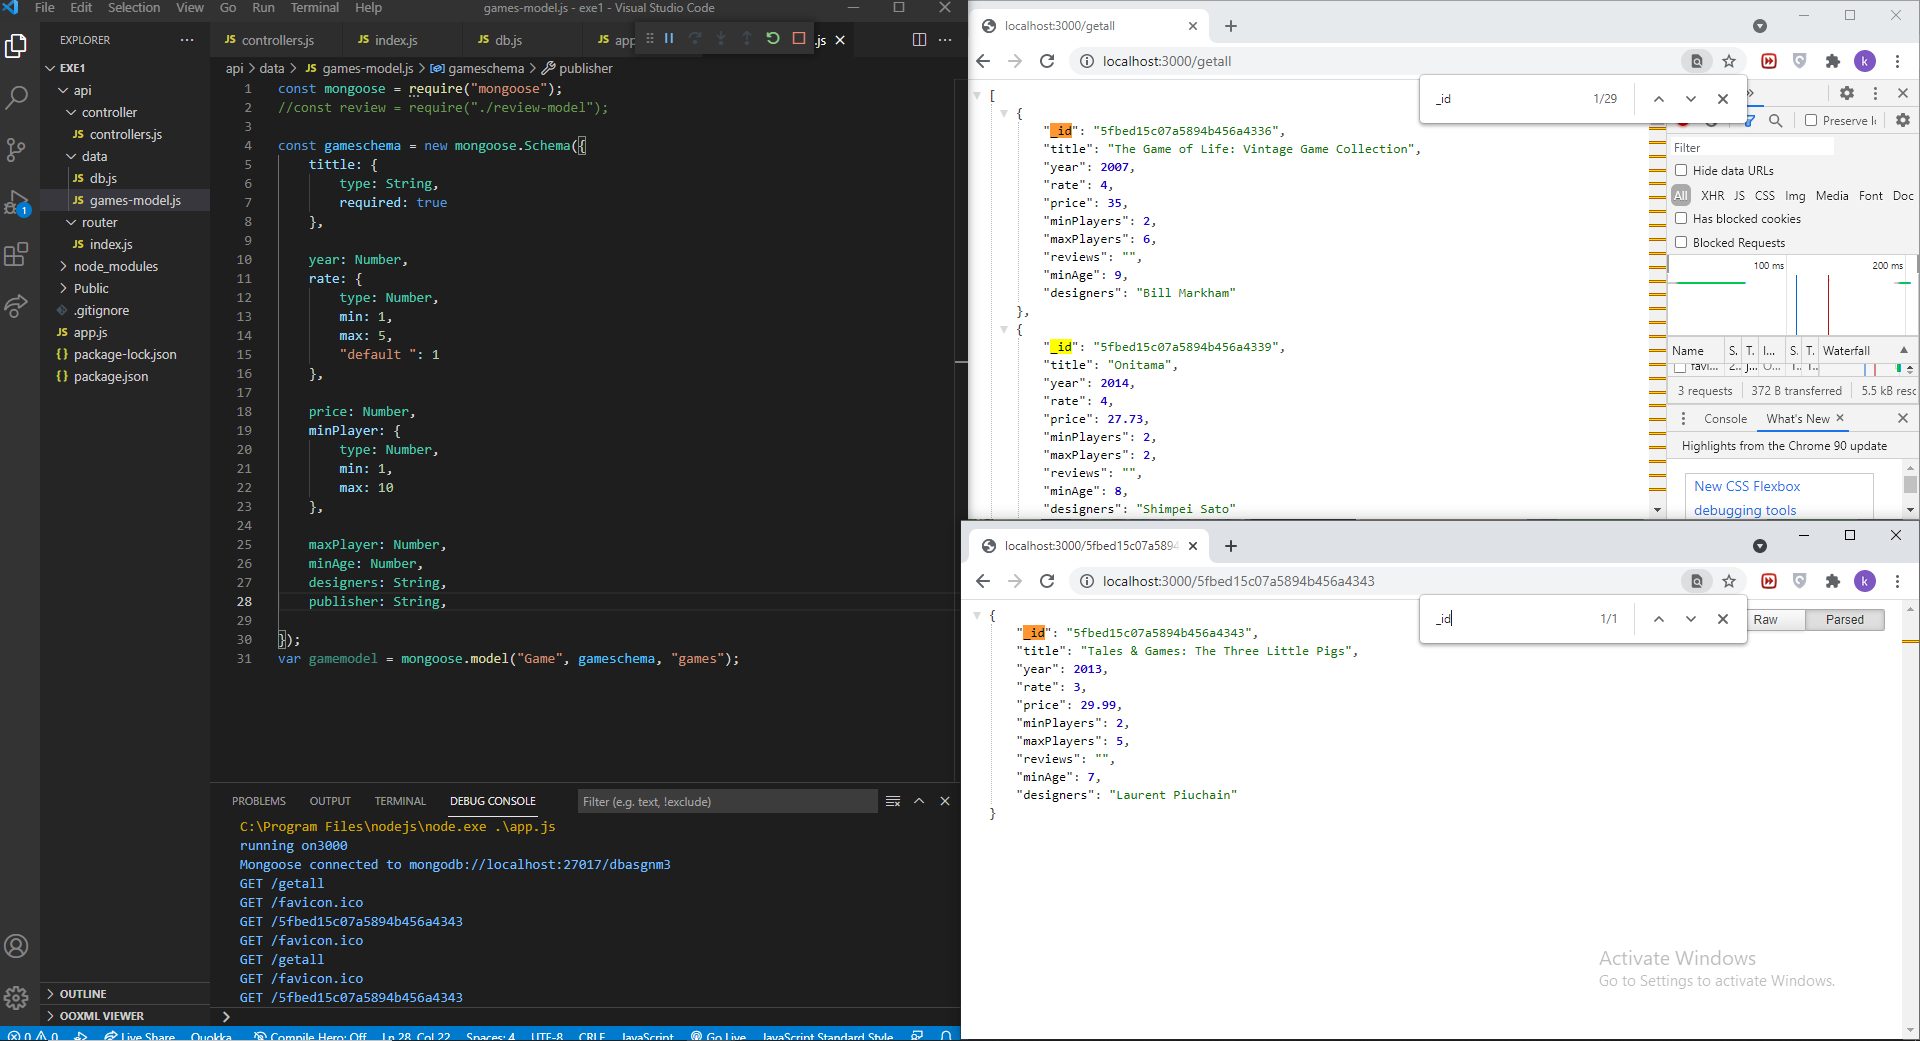 File Edit Selection View Go Run Terminal Help games-model.js - exe1 - Visual Studio Code
EXPLORER
EXE1
api
controller
JS controllers.js
data
JS db.js
JS games-model.js
router
JS index.js
node_modules
Public
.gitignore
JS app.js
{} package-lock.json
{} package.json
OUTLINE
OOXML VIEWER
1
JS controllers.js JS index.js JS db.js JS app .js
api > data > JS games-model.js > gameschema > publisher
1 const mongoose = require("mongoose");
2 //const review = require("./review-model");
3
4 const gameschema = new mongoose.Schema({
5 tittle: {
6 type: String,
7 required: true
8 },
9
10 year: Number,
11 rate: {
12 type: Number,
13 min: 1,
14 max: 5,
15 "default ": 1
16 },
17
18 price: Number,
19 minPlayer: {
20 type: Number,
21 min: 1,
22 max: 10
23 },
24
25 maxPlayer: Number,
26 minAge: Number,
27 designers: String,
28 publisher: String,
29
30 });
31 var gamemodel = mongoose.model("Game", gameschema, "games");
PROBLEMS OUTPUT TERMINAL DEBUG CONSOLE Filter (e.g. text, !exclude)
C:\Program Files\nodejs\node.exe .\app.js
running on3000
Mongoose connected to mongodb://localhost:27017/dbasgnm3
GET /getall
GET /favicon.ico
GET /5fbed15c07a5894b456a4343
GET /favicon.ico
GET /getall
GET /favicon.ico
GET /5fbed15c07a5894b456a4343
0 0 Live Share Quokka Compile Hero: Off Ln 28, Col 22 Spaces: 4 UTF-8 CRLF JavaScript Go Live JavaScript Standard Style
localhost:3000/getall
localhost:3000/getall
k
_id 1/29
[
{
"_id": "5fbed15c07a5894b456a4336",
"title": "The Game of Life: Vintage Game Collection",
"year": 2007,
"rate": 4,
"price": 35,
"minPlayers": 2,
"maxPlayers": 6,
"reviews": "",
"minAge": 9,
"designers": "Bill Markham"
},
{
"_id": "5fbed15c07a5894b456a4339",
"title": "Onitama",
"year": 2014,
"rate": 4,
"price": 27.73,
"minPlayers": 2,
"maxPlayers": 2,
"reviews": "",
"minAge": 8,
"designers": "Shimpei Sato"
Preserve l
Filter
Hide data URLs
All XHR JS CSS Img Media Font Doc
Has blocked cookies
Blocked Requests
100 ms 200 ms
Name S. T. I... S. T. Waterfall
favi...
3 requests 372 B transferred 5.5 kB resc
Console What's New
Highlights from the Chrome 90 update
New CSS Flexbox
debugging tools
localhost:3000/5fbed15c07a5894
localhost:3000/5fbed15c07a5894b456a4343
k
_id 1/1
Raw Parsed
{
"_id": "5fbed15c07a5894b456a4343",
"title": "Tales & Games: The Three Little Pigs",
"year": 2013,
"rate": 3,
"price": 29.99,
"minPlayers": 2,
"maxPlayers": 5,
"reviews": "",
"minAge": 7,
"designers": "Laurent Piuchain"
}
Activate Windows
Go to Settings to activate Windows.